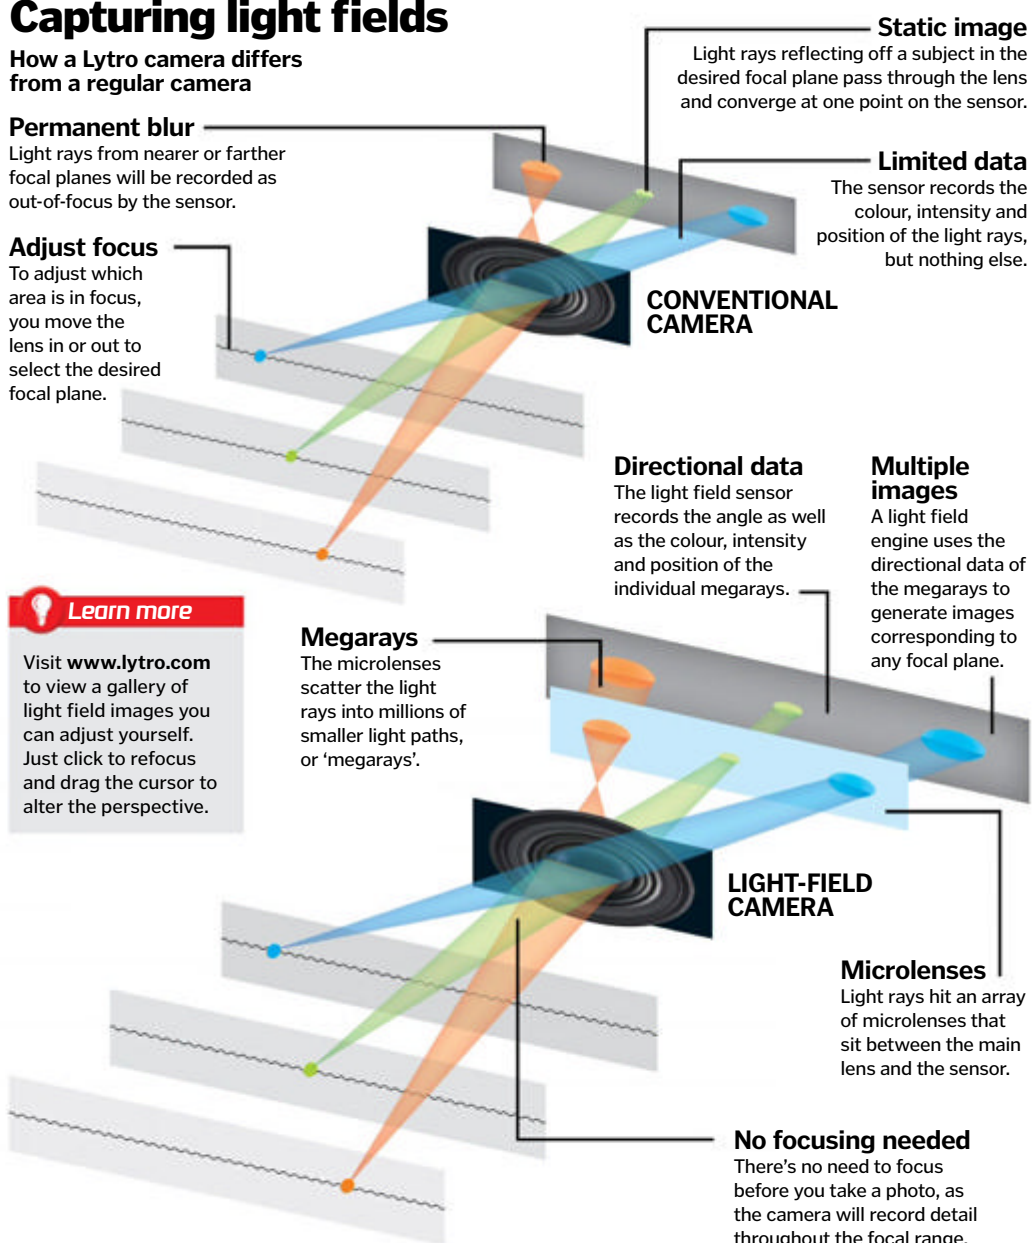 Capturing light fields
How a Lytro camera differs
from a regular camera
Static image
Light rays reflecting off a subject in the
desired focal plane pass through the lens
and converge at one point on the sensor.
Permanent blur
Light rays from nearer or farther
focal planes will be recorded as
out-of-focus by the sensor.
Limited data
The sensor records the
colour, intensity and
position of the light rays,
but nothing else.
Adjust focus
To adjust which
area is in focus,
you move the
lens in or out to
select the desired
focal plane.
CONVENTIONAL
CAMERA
Directional data
The light field sensor
records the angle as well
as the colour, intensity
and position of the
individual megarays.
Multiple
images
A light field
engine uses the
directional data of
the megarays to
generate images
corresponding to
any focal plane.
Learn more
Visit www.lytro.com
to view a gallery of
light field images you
can adjust yourself.
Just click to refocus
and drag the cursor to
alter the perspective.
Megarays
The microlenses
scatter the light
rays into millions of
smaller light paths,
or ‘megarays’.
LIGHT-FIELD
CAMERA
Microlenses
Light rays hit an array
of microlenses that
sit between the main
lens and the sensor.
No focusing needed
There’s no need to focus
before you take a photo, as
the camera will record detail
throughout the focal range.